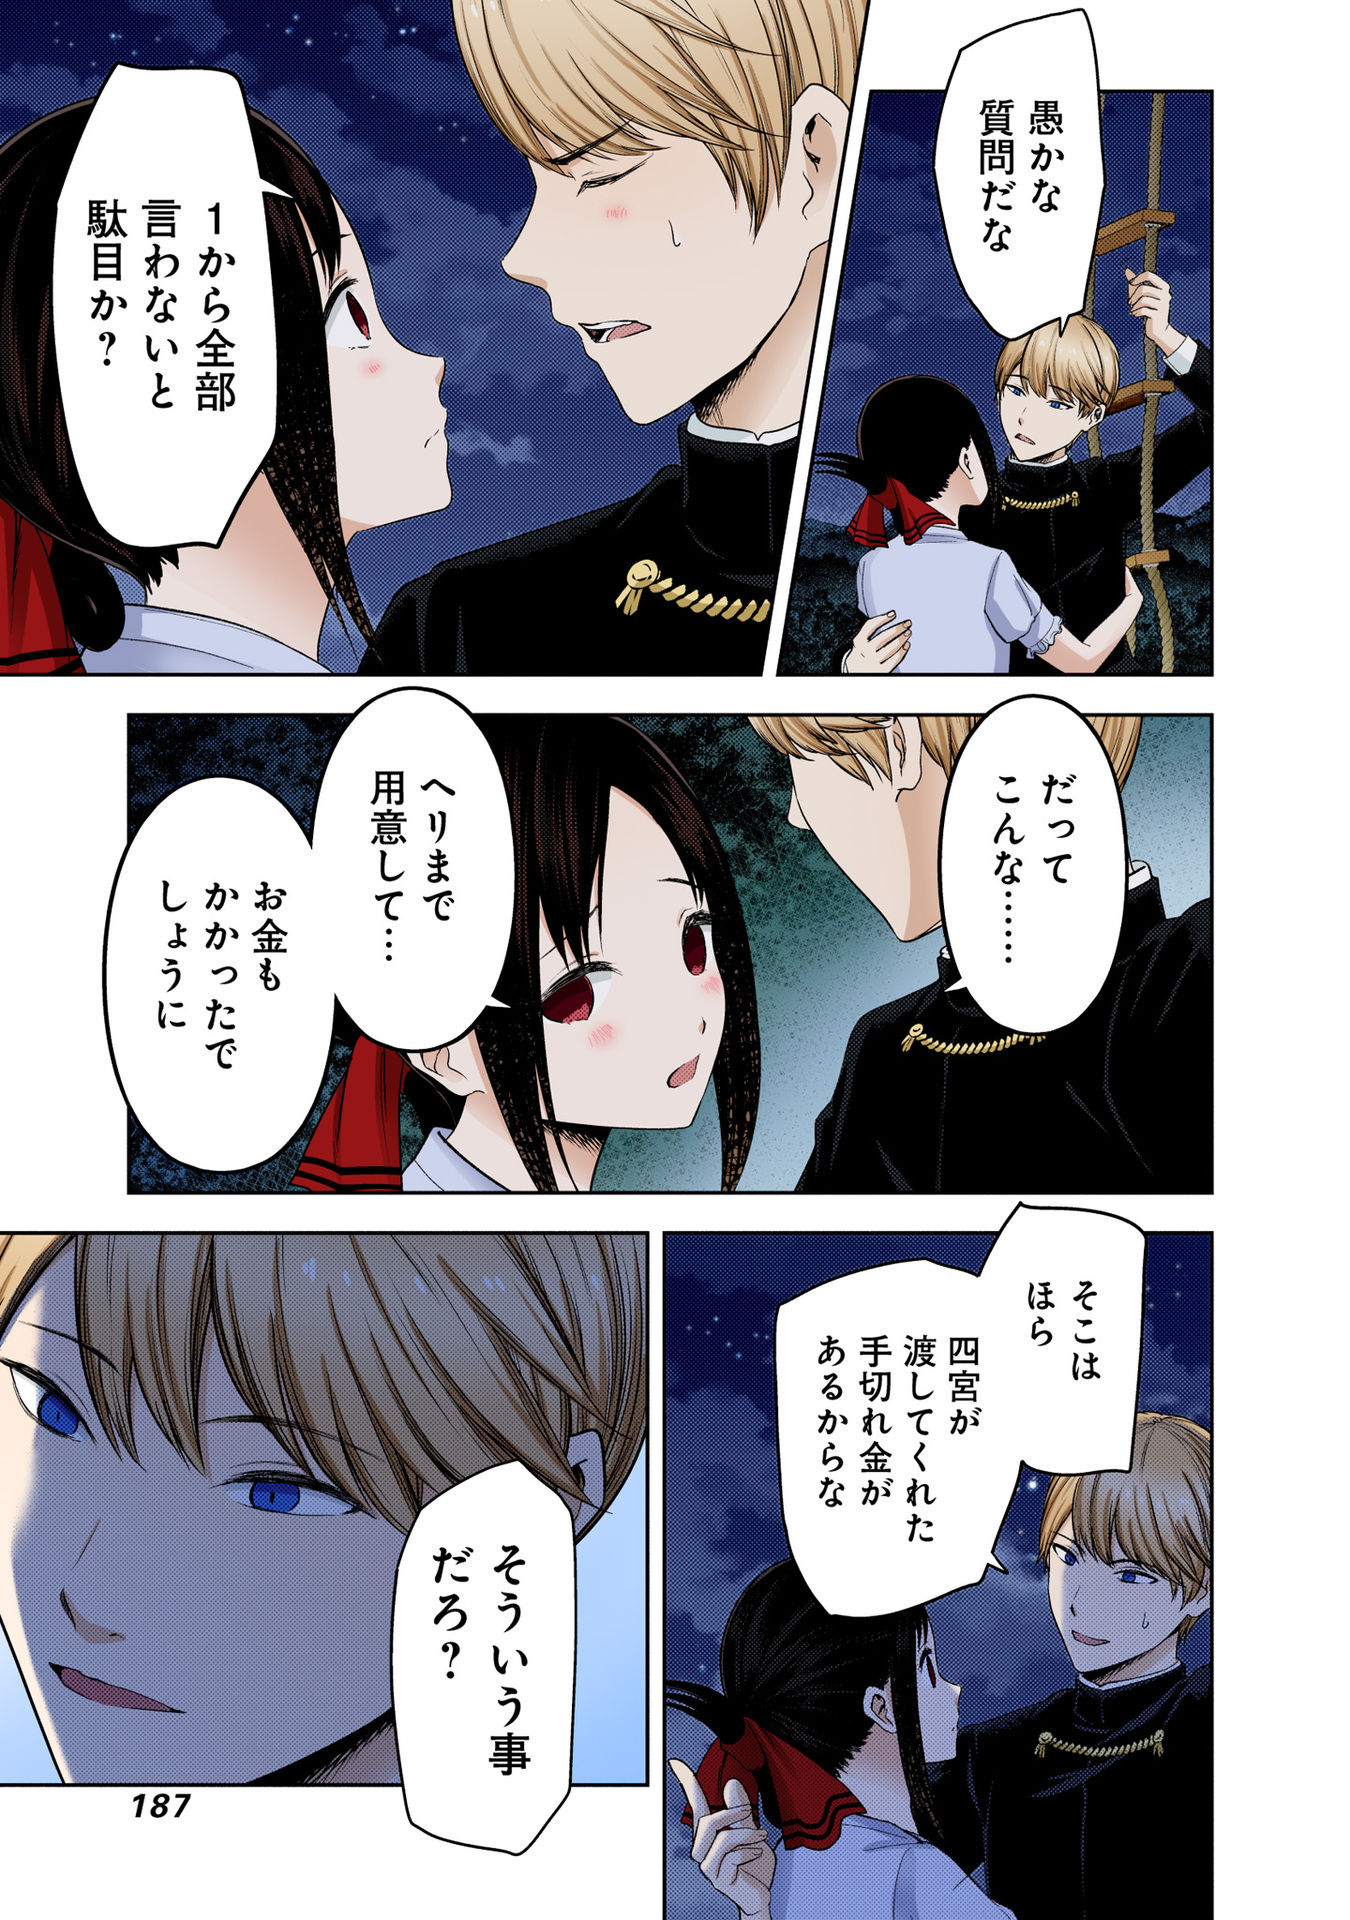 愚かな
質問だな
1から全部
言わないと
駄目か?
だって
こんな………
ヘリまで
用意して…
お金も
かかったで
しょうに
そこは
ほら
四宮が
渡してくれた
手切れ金が
あるからな
そういう事
だろ?
187